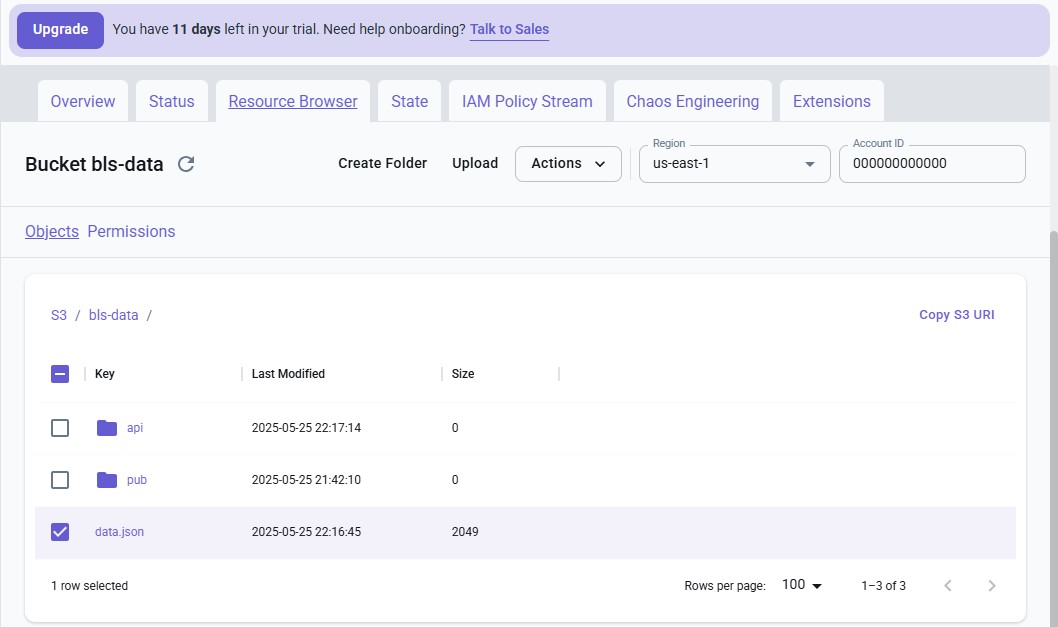 Upgrade You have 11 days left in your trial. Need help onboarding? Talk to Sales
Overview Status Resource Browser State IAM Policy Stream Chaos Engineering Extensions
Region Account ID
Bucket bls-data Create Folder Upload Actions us-east-1 000000000000
Objects Permissions
S3 / bls-data / Copy S3 URI
Key Last Modified Size
api 2025-05-25 22:17:14 0
pub 2025-05-25 21:42:10 0
data.json 2025-05-25 22:16:45 2049
1 row selected Rows per page: 100 1–3 of 3